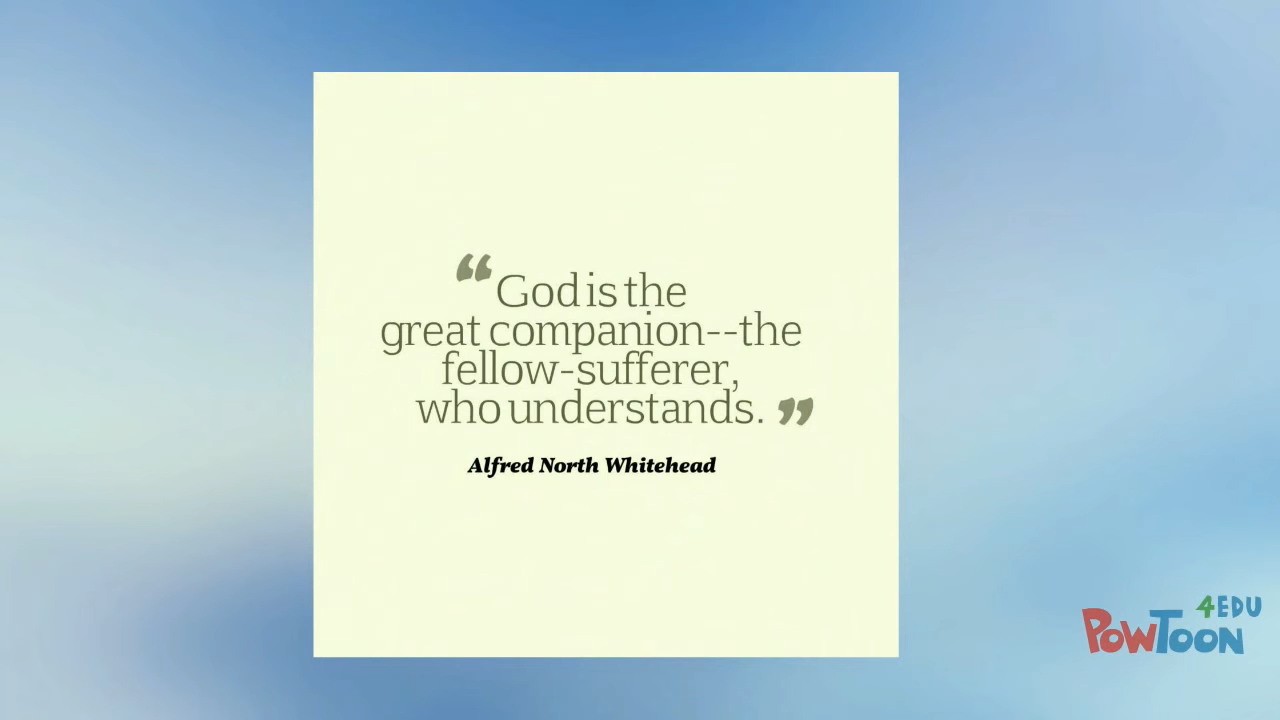 “God is the
great companion--the
fellow-sufferer,
who understands.”
Alfred North Whitehead
4EDU
PowToon